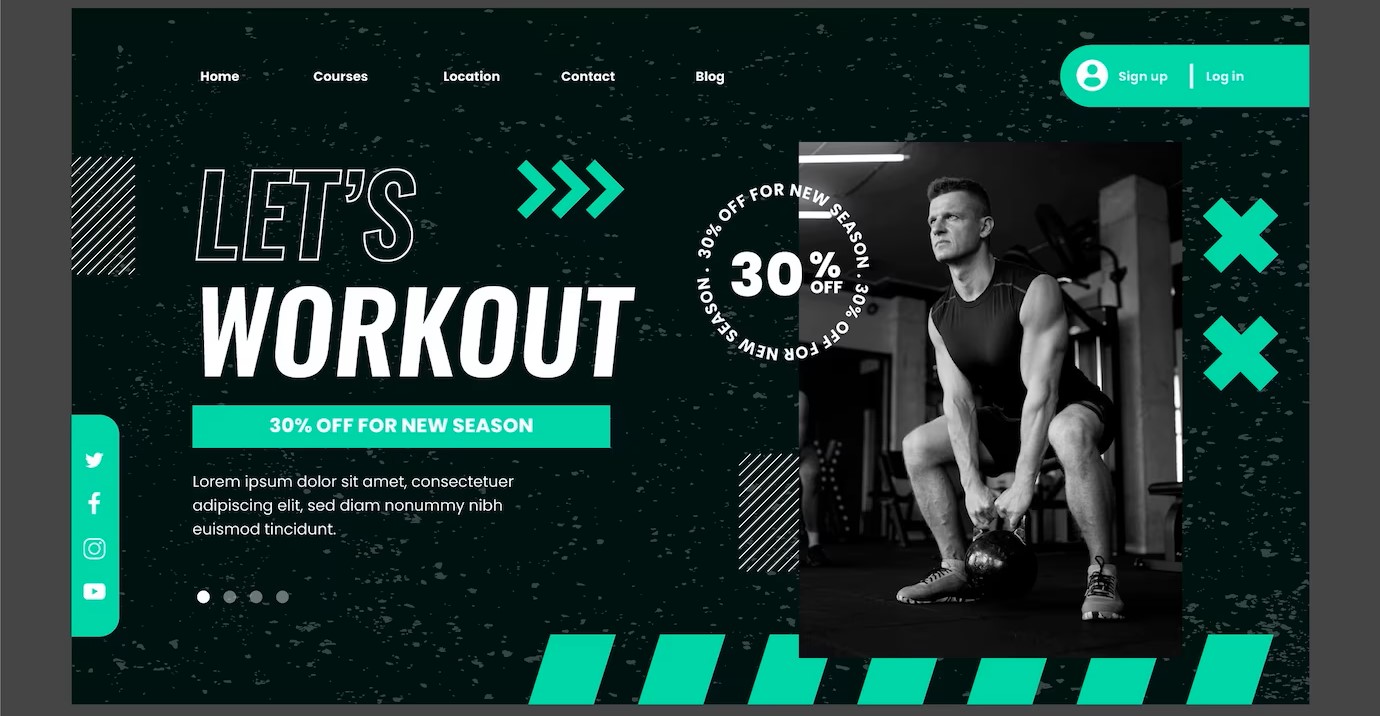 Home
Courses
Location
Contact
Blog
Sign up
Log in
LET’S
WORKOUT
30% OFF FOR NEW SEASON
Lorem ipsum dolor sit amet, consectetuer
adipiscing elit, sed diam nonummy nibh
euismod tincidunt.
30% OFF FOR NEW SEASON · 30% OFF FOR NEW SEASON ·
30%
OFF